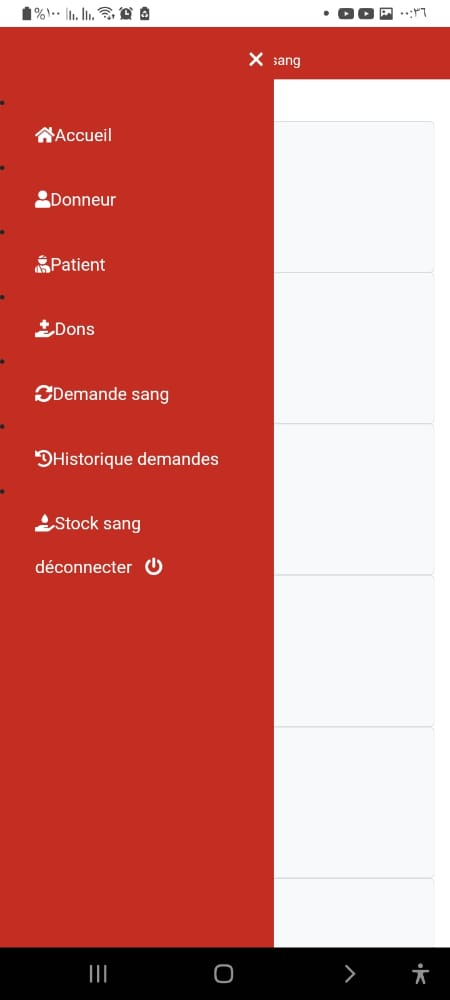 %١٠٠ ٠٠:٣٦
sang
Accueil
Donneur
Patient
Dons
Demande sang
Historique demandes
Stock sang
déconnecter